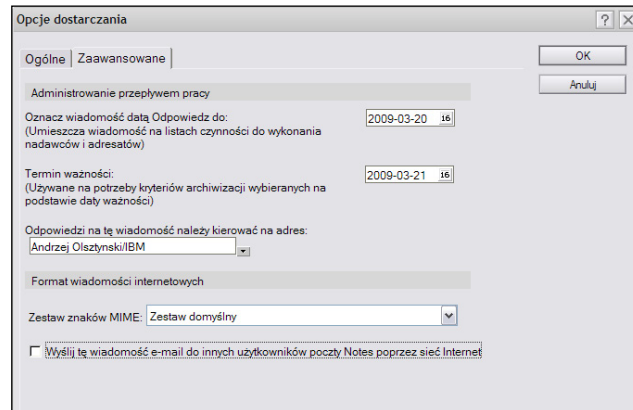 Opcje dostarczania
Ogólne Zaawansowane
OK
Anuluj
Administrowanie przepływem pracy
Oznacz wiadomość datą Odpowiedz do:
(Umieszcza wiadomość na listach czynności do wykonania
nadawców i adresatów)
2009-03-20 16
Termin ważności:
(Używane na potrzeby kryteriów archiwizacji wybieranych na
podstawie daty ważności)
2009-03-21 16
Odpowiedzi na tę wiadomość należy kierować na adres:
Andrzej Olsztynski/IBM
Format wiadomości internetowych
Zestaw znaków MIME: Zestaw domyślny
Wyślij tę wiadomość e-mail do innych użytkowników poczty Notes poprzez sieć Internet